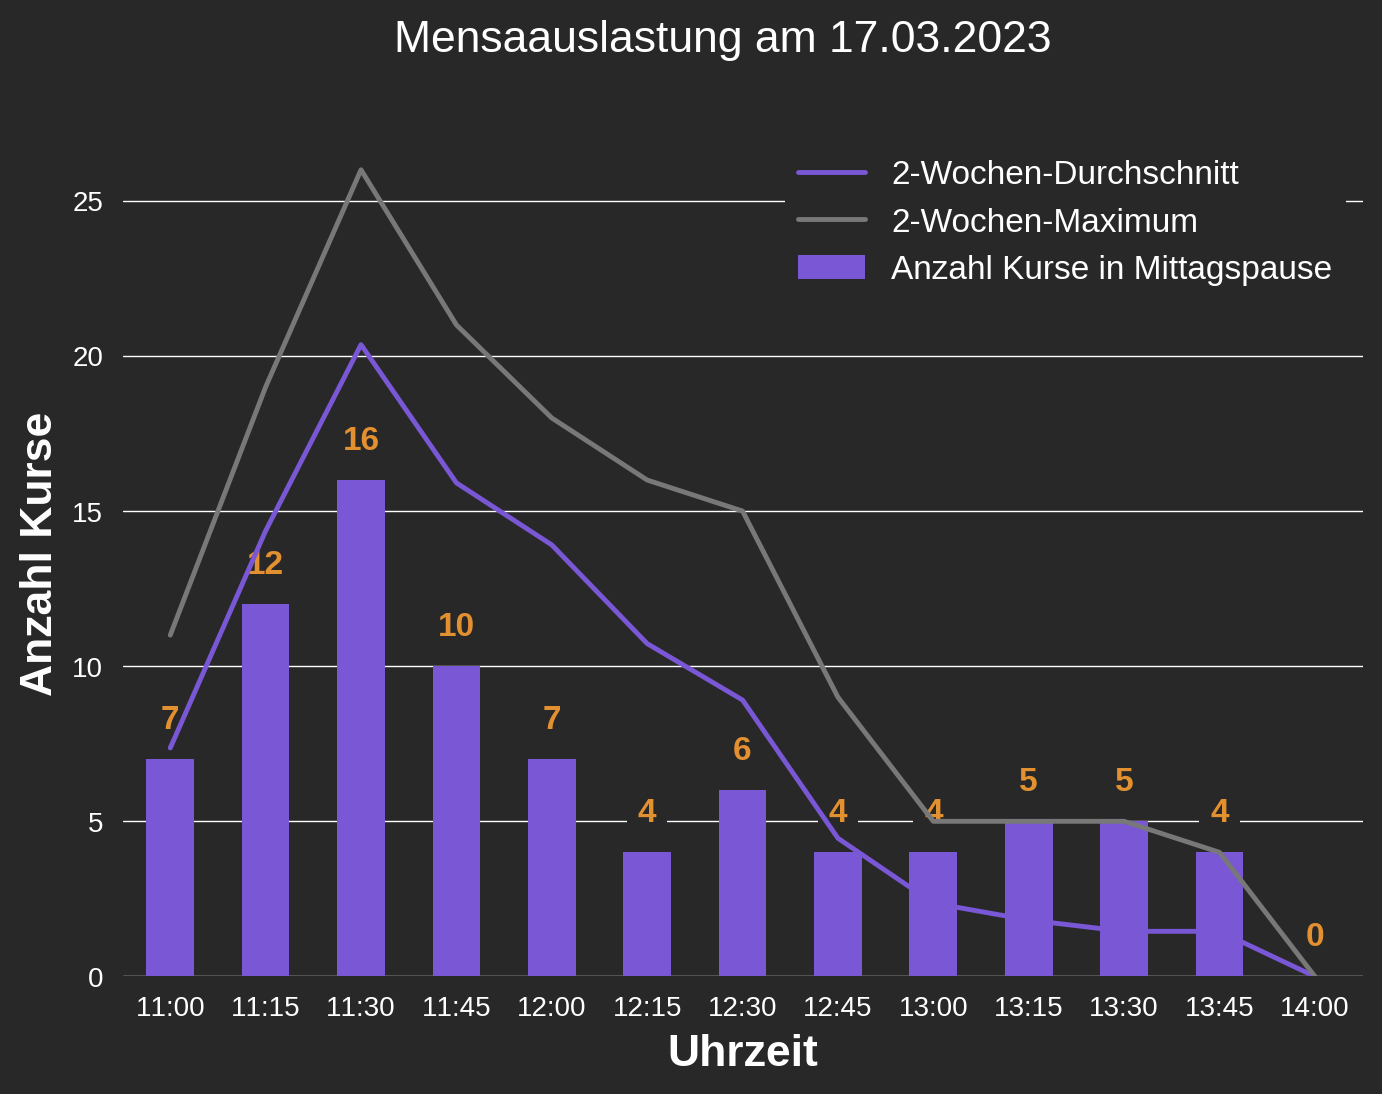 Mensaauslastung am 17.03.2023
2-Wochen-Durchschnitt
2-Wochen-Maximum
Anzahl Kurse in Mittagspause
Anzahl Kurse
25
20
15
10
5
0
7
12
16
10
7
4
6
4
4
5
5
4
0
11:00 11:15 11:30 11:45 12:00 12:15 12:30 12:45 13:00 13:15 13:30 13:45 14:00
Uhrzeit